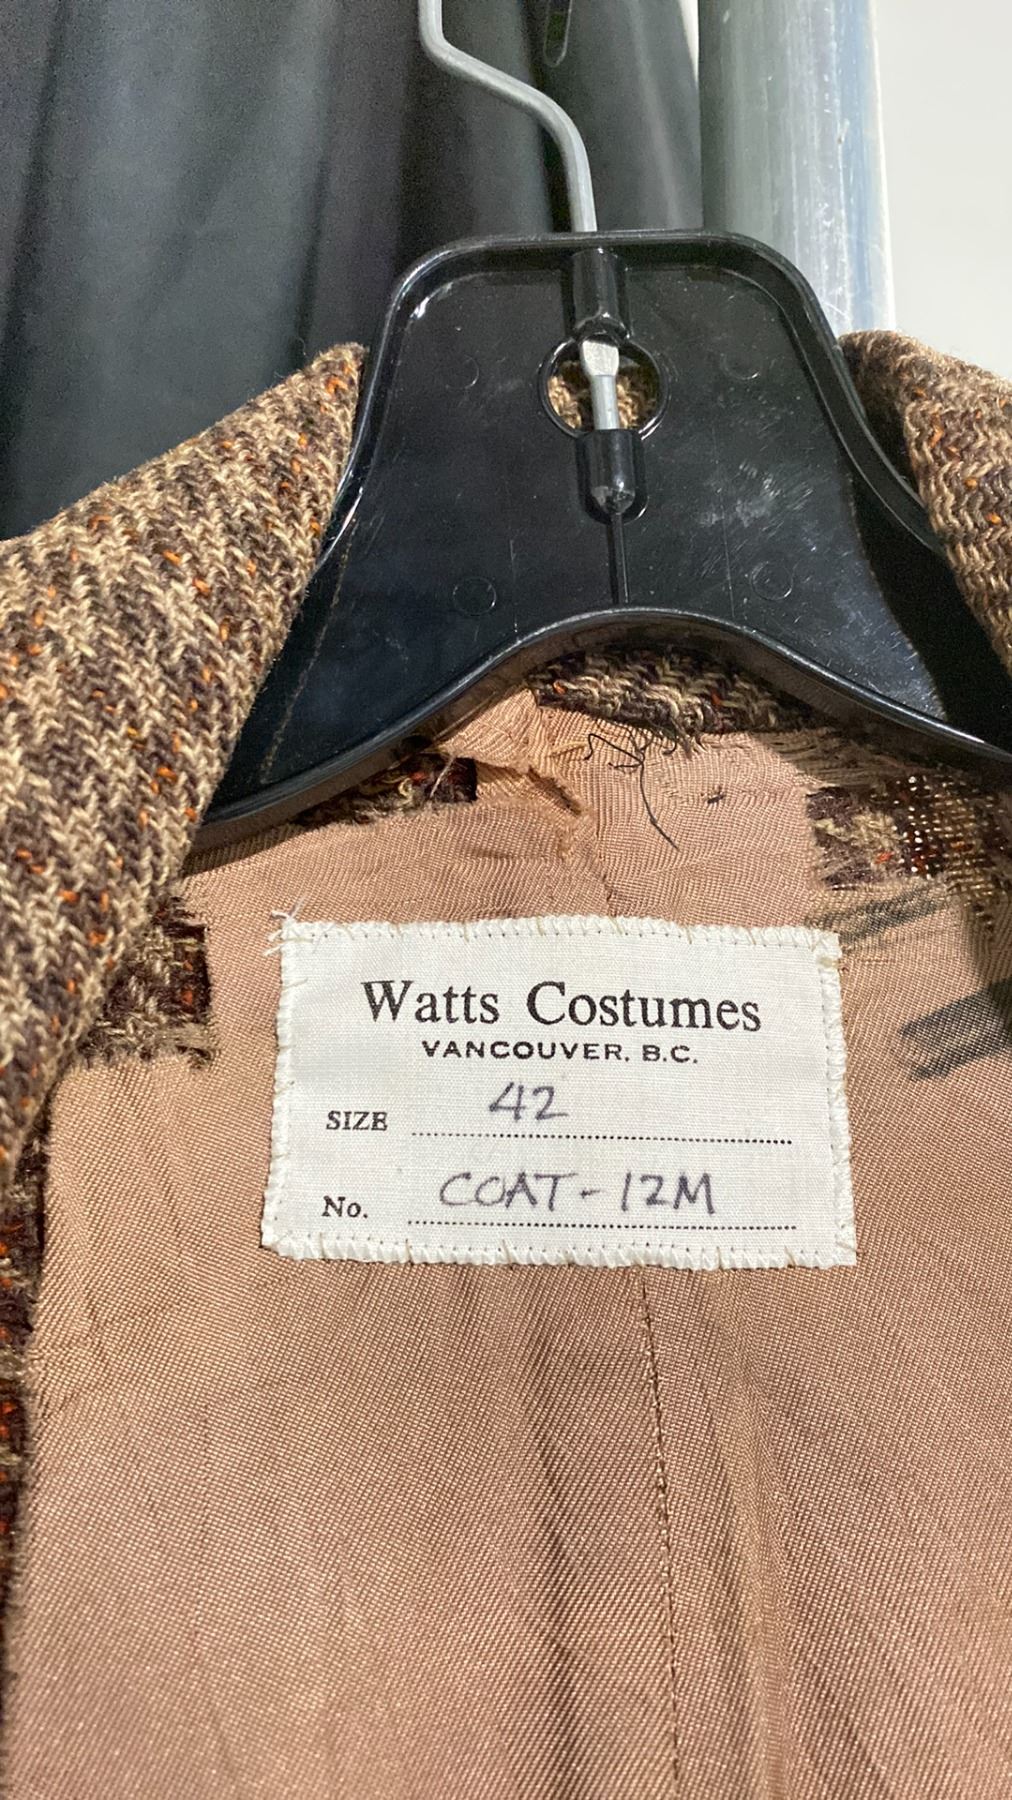 Watts Costumes
VANCOUVER, B.C.
SIZE 42
No. COAT-12M